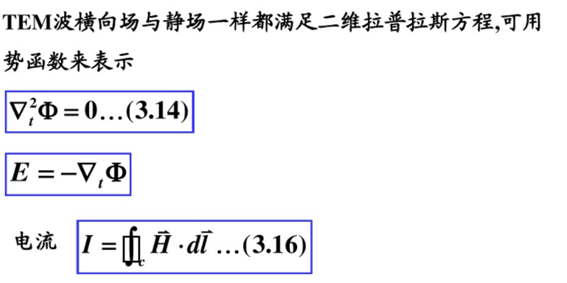 TEM波横向场与静场一样都满足二维拉普拉斯方程,可用
势函数来表示
∇ₜ²Φ = 0…(3.14)
E = −∇ₜΦ
电流 I = ∮_c H⃗ · dl⃗ …(3.16)